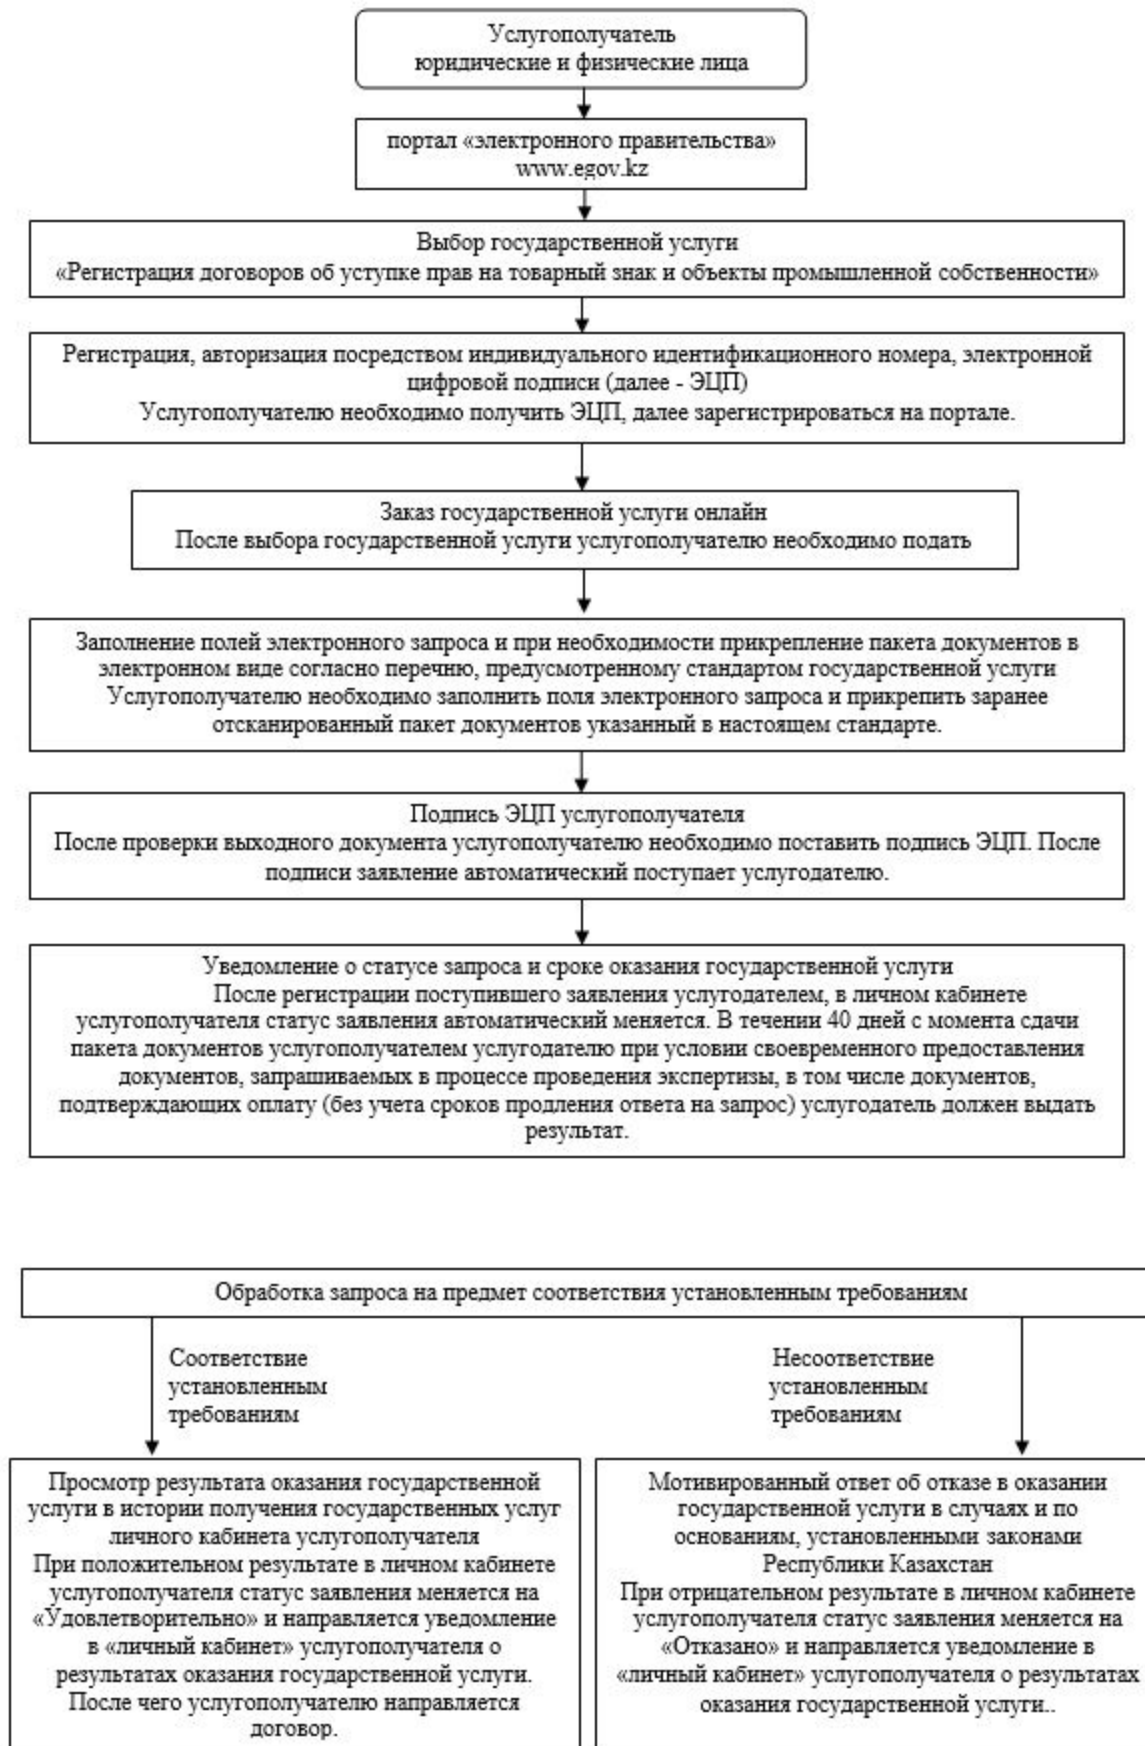 Услугополучатель
юридические и физические лица
портал «электронного правительства»
www.egov.kz
Выбор государственной услуги
«Регистрация договоров об уступке прав на товарный знак и объекты промышленной собственности»
Регистрация, авторизация посредством индивидуального идентификационного номера, электронной
цифровой подписи (далее - ЭЦП)
Услугополучателю необходимо получить ЭЦП, далее зарегистрироваться на портале.
Заказ государственной услуги онлайн
После выбора государственной услуги услугополучателю необходимо подать
Заполнение полей электронного запроса и при необходимости прикрепление пакета документов в
электронном виде согласно перечню, предусмотренному стандартом государственной услуги
Услугополучателю необходимо заполнить поля электронного запроса и прикрепить заранее
отсканированный пакет документов указанный в настоящем стандарте.
Подпись ЭЦП услугополучателя
После проверки выходного документа услугополучателю необходимо поставить подпись ЭЦП. После
подписи заявление автоматический поступает услугодателю.
Уведомление о статусе запроса и сроке оказания государственной услуги
После регистрации поступившего заявления услугодателем, в личном кабинете
услугополучателя статус заявления автоматический меняется. В течении 40 дней с момента сдачи
пакета документов услугополучателем услугодателю при условии своевременного предоставления
документов, запрашиваемых в процессе проведения экспертизы, в том числе документов,
подтверждающих оплату (без учета сроков продления ответа на запрос) услугодатель должен выдать
результат.
Обработка запроса на предмет соответствия установленным требованиям
Соответствие
установленным
требованиям
Несоответствие
установленным
требованиям
Просмотр результата оказания государственной
услуги в истории получения государственных услуг
личного кабинета услугополучателя
При положительном результате в личном кабинете
услугополучателя статус заявления меняется на
«Удовлетворительно» и направляется уведомление
в «личный кабинет» услугополучателя о
результатах оказания государственной услуги.
После чего услугополучателю направляется
договор.
Мотивированный ответ об отказе в оказании
государственной услуги в случаях и по
основаниям, установленными законами
Республики Казахстан
При отрицательном результате в личном кабинете
услугополучателя статус заявления меняется на
«Отказано» и направляется уведомление в
«личный кабинет» услугополучателя о результатах
оказания государственной услуги..